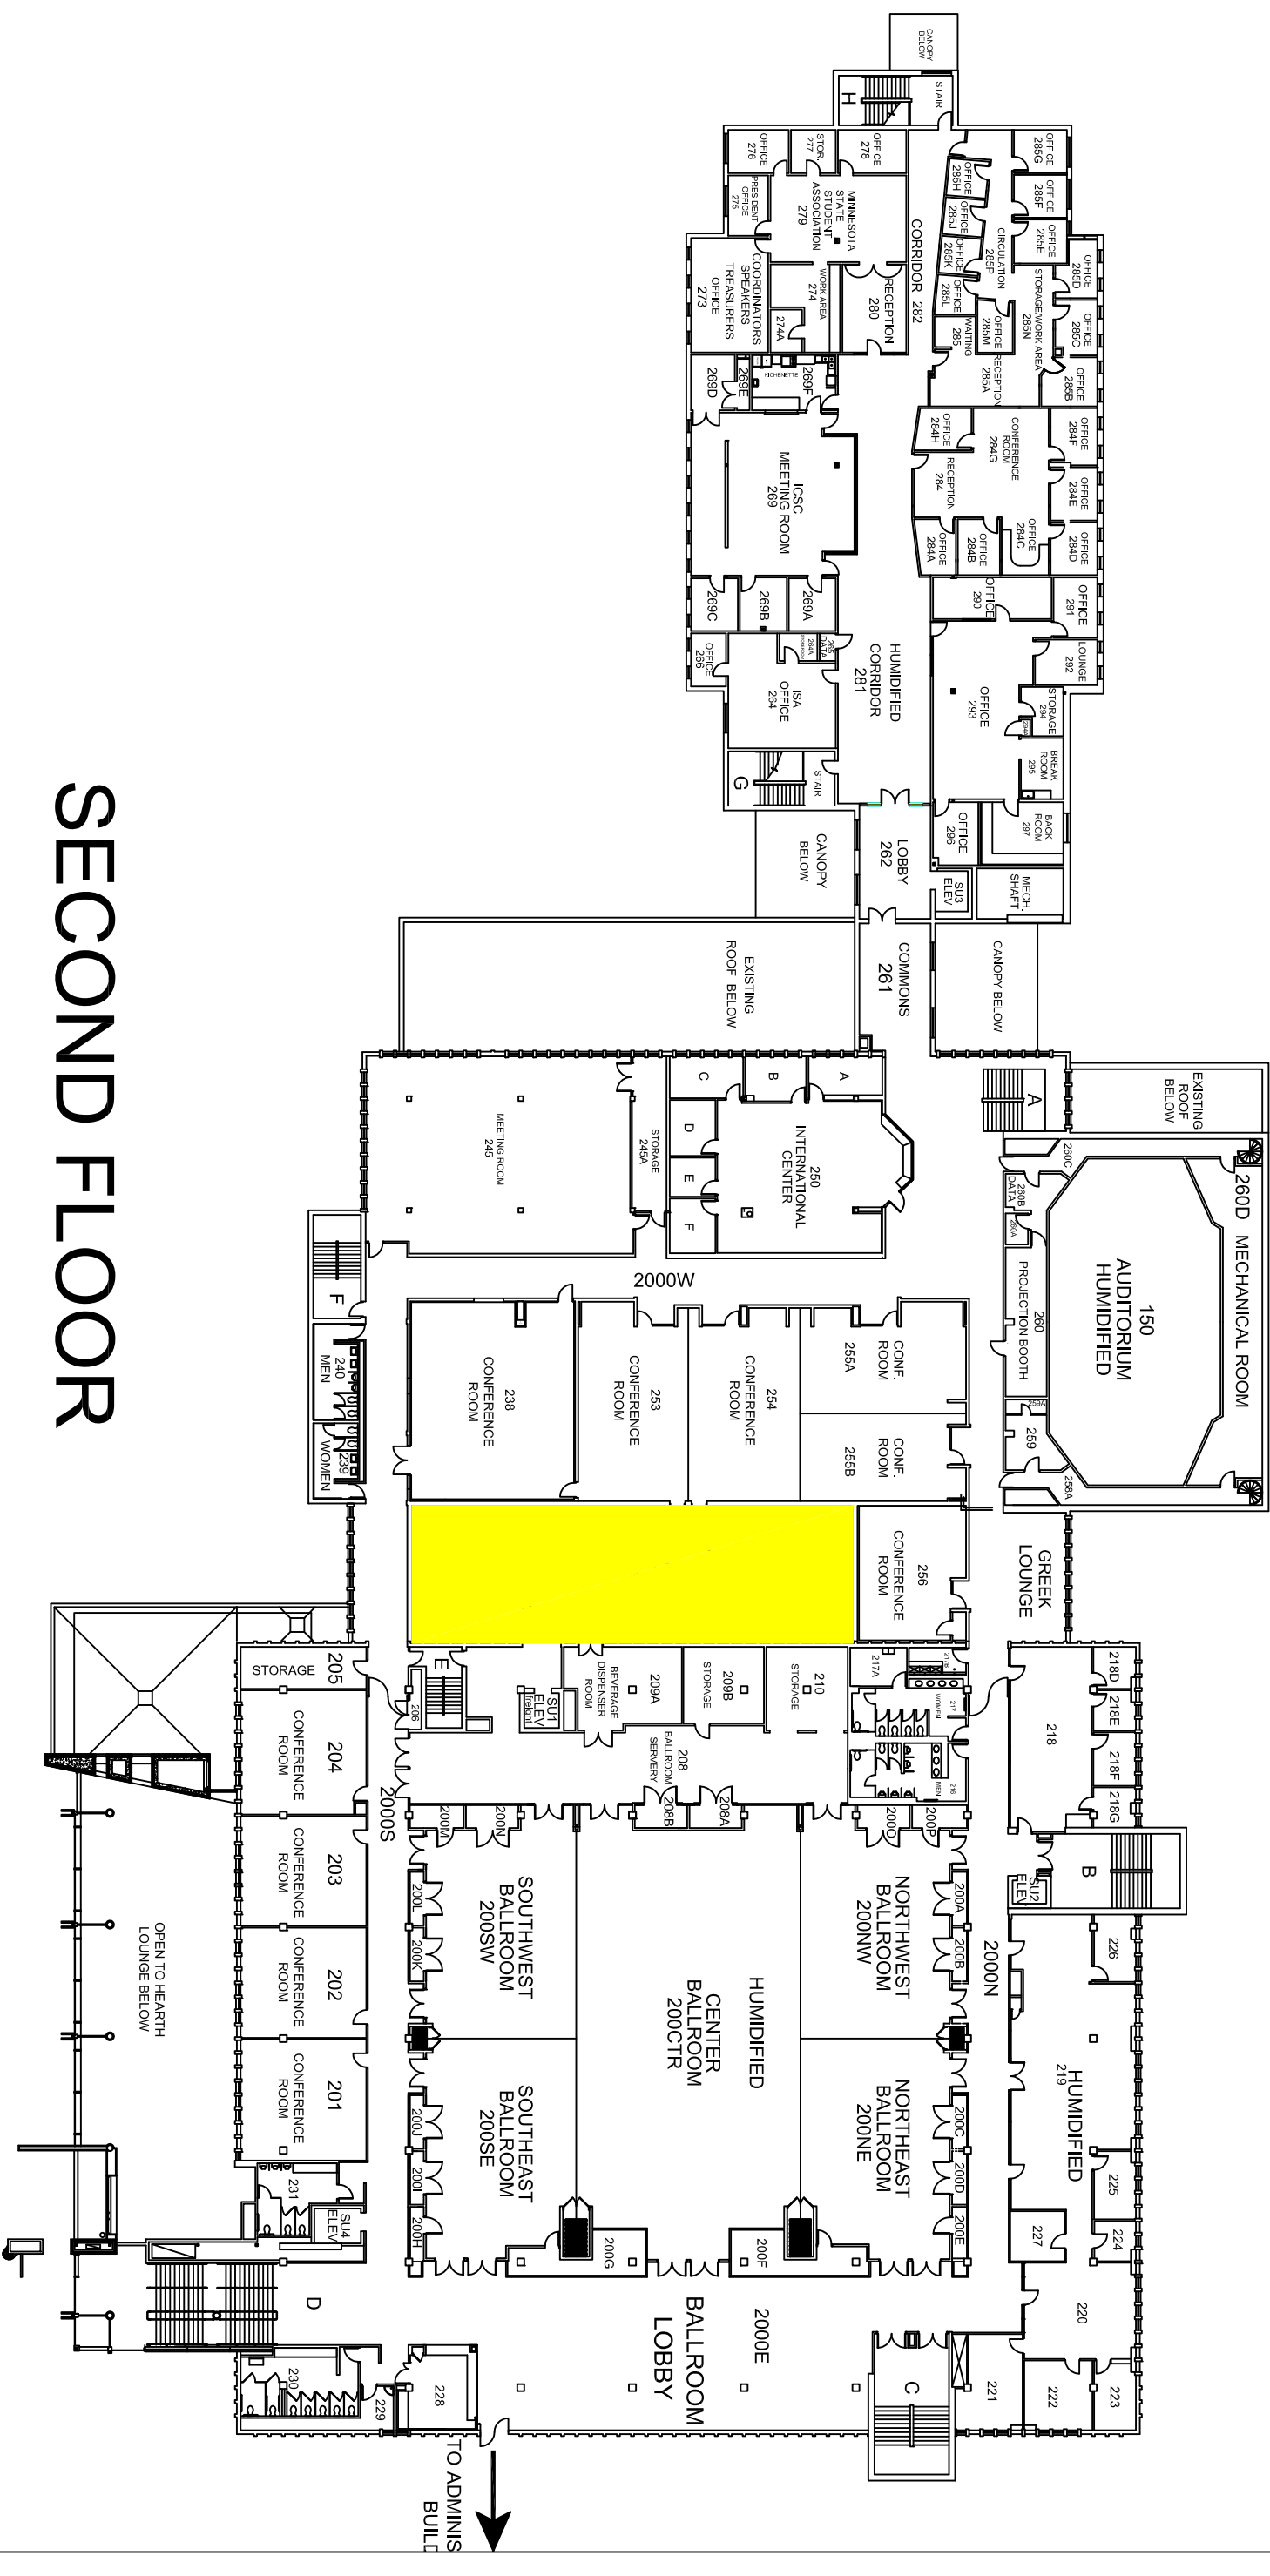 CANOPY
BELOW
STAIR
H
OFFICE
276
STOR.
277
OFFICE
278
PRESIDENT
OFFICE
275
MINNESOTA
STATE
STUDENT
ASSOCIATION
279
COORDINATORS
SPEAKERS
TREASURERS
OFFICE
273
WORK AREA
274
274A
RECEPTION
280
CORRIDOR 282
OFFICE
285G
OFFICE
285F
OFFICE
285E
OFFICE
285D
OFFICE
285C
OFFICE
285B
OFFICE
285H
OFFICE
285J
OFFICE
285K
OFFICE
285L
CIRCULATION
285P
STORAGE/WORK AREA
285N
OFFICE
285M
WAITING
285
RECEPTION
285A
269D
269E
KICHENETTE
269F
ICSC
MEETING ROOM
269
269A
269B
269C
OFFICE
284H
CONFERENCE
ROOM
284G
OFFICE
284F
OFFICE
284E
OFFICE
284D
RECEPTION
284
OFFICE
284C
OFFICE
284A
OFFICE
284B
OFFICE
290
OFFICE
291
LOUNGE
292
OFFICE
266
264A
DATA
265
ISA
OFFICE
264
HUMIDIFIED
CORRIDOR
281
OFFICE
293
STORAGE
294
294A
BREAK
ROOM
295
G
STAIR
OFFICE
296
BACK
ROOM
297
CANOPY
BELOW
LOBBY
262
SU3
ELEV
MECH.
SHAFT
EXISTING
ROOF BELOW
COMMONS
261
CANOPY BELOW
EXISTING
ROOF
BELOW
A
MEETING ROOM
245
STORAGE
245A
A
B
C
D
E
F
250
INTERNATIONAL
CENTER
260C
260B
DATA
260A
260
PROJECTION BOOTH
150
AUDITORIUM
HUMIDIFIED
260D MECHANICAL ROOM
259A
259
258A
2000W
F
240
MEN
239
WOMEN
238
CONFERENCE
ROOM
253
CONFERENCE
ROOM
254
CONFERENCE
ROOM
CONF.
ROOM
255A
CONF.
ROOM
255B
256
CONFERENCE
ROOM
GREEK
LOUNGE
205
STORAGE
204
CONFERENCE
ROOM
203
CONFERENCE
ROOM
202
CONFERENCE
ROOM
201
CONFERENCE
ROOM
OPEN TO HEARTH
LOUNGE BELOW
2000S
E
206
SU1
ELEV
freight
209A
BEVERAGE
DISPENSER
ROOM
209B
STORAGE
210
STORAGE
208
BALLROOM
SERVERY
208B
208A
217A
217B
217
WOMEN
216
MEN
218
218D
218E
218F
218G
B
SU2
ELEV
2000N
200M
200N
200O
200P
200L
200K
200J
200I
200H
200A
200B
200C
200D
200E
SOUTHWEST
BALLROOM
200SW
NORTHWEST
BALLROOM
200NW
HUMIDIFIED
CENTER
BALLROOM
200CTR
SOUTHEAST
BALLROOM
200SE
NORTHEAST
BALLROOM
200NE
200G
200F
226
HUMIDIFIED
219
225
224
227
220
221
222
223
231
SU4
ELEV
D
2000E
BALLROOM
LOBBY
C
230
229
228
TO ADMINIS
BUILD
SECOND FLOOR